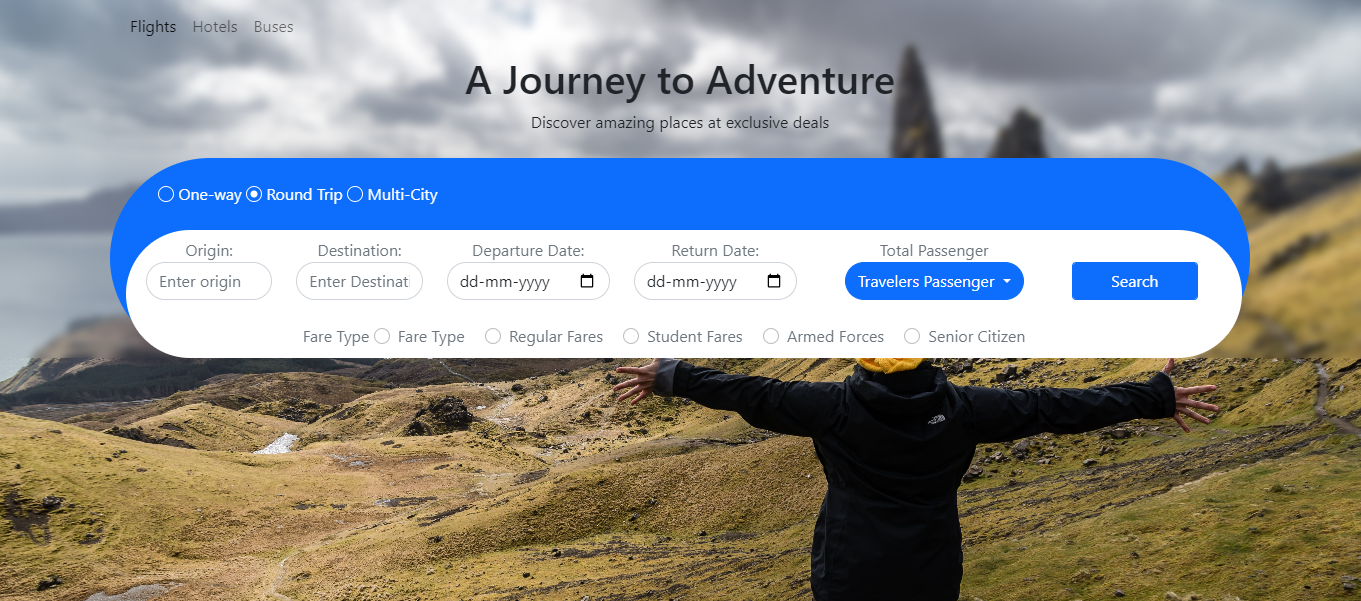 Flights Hotels Buses
A Journey to Adventure
Discover amazing places at exclusive deals
One-way Round Trip Multi-City
Origin: Destination: Departure Date: Return Date: Total Passenger
Enter origin Enter Destinat dd-mm-yyyy dd-mm-yyyy Travelers Passenger Search
Fare Type Fare Type Regular Fares Student Fares Armed Forces Senior Citizen